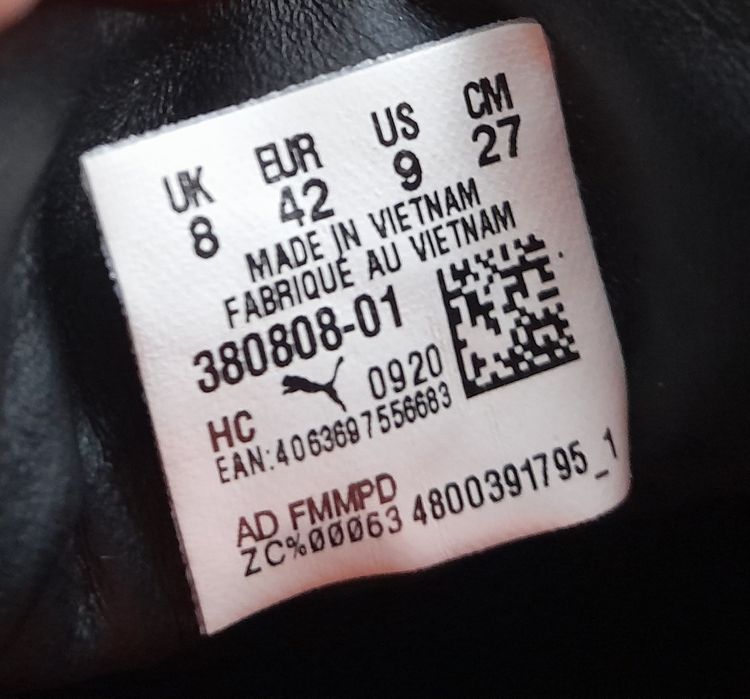 UK EUR US CM
8 42 9 27
MADE IN VIETNAM
FABRIQUE AU VIETNAM
380808-01
HC 0920
EAN:4063697556683
AD FMMPD
ZC%00063 4800391795_1